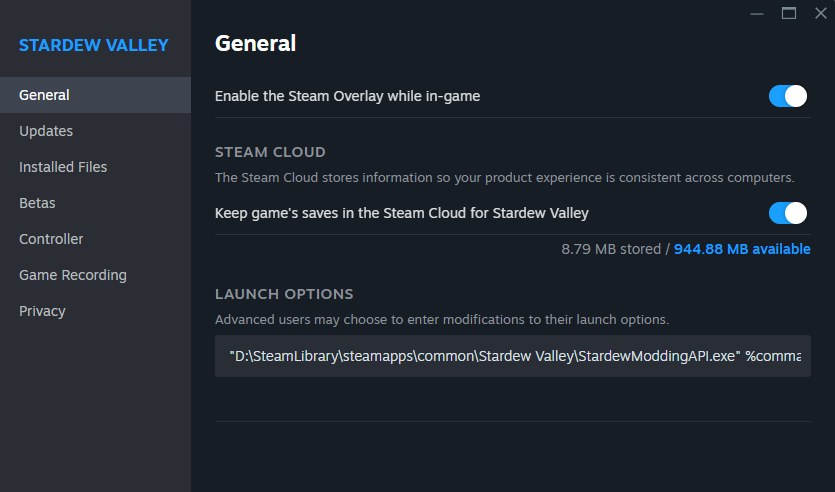 STARDEW VALLEY
General
Updates
Installed Files
Betas
Controller
Game Recording
Privacy
General
Enable the Steam Overlay while in-game
STEAM CLOUD
The Steam Cloud stores information so your product experience is consistent across computers.
Keep game's saves in the Steam Cloud for Stardew Valley
8.79 MB stored / 944.88 MB available
LAUNCH OPTIONS
Advanced users may choose to enter modifications to their launch options.
"D:\SteamLibrary\steamapps\common\Stardew Valley\StardewModdingAPI.exe" %comma